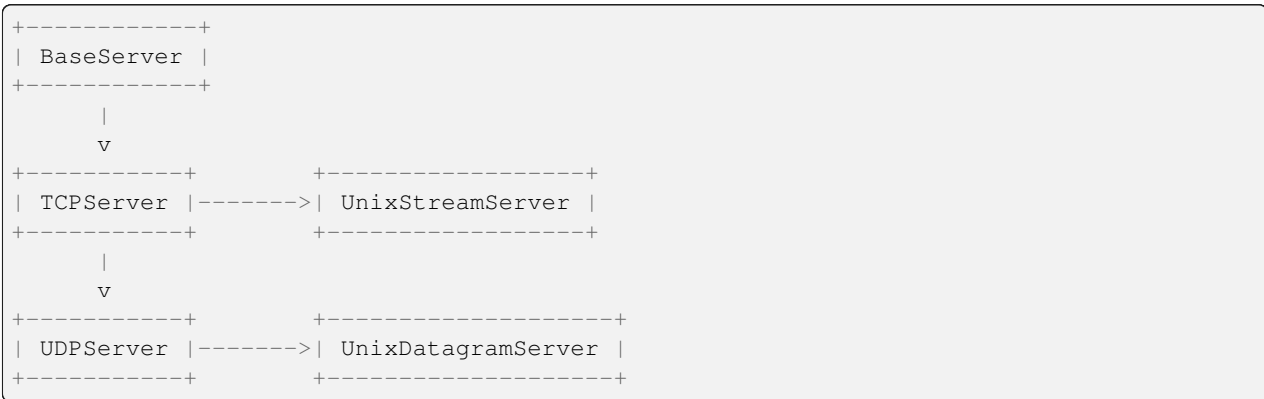 +------------+
| BaseServer |
+------------+
      |
      v
+-----------+        +------------------+
| TCPServer |------->| UnixStreamServer |
+-----------+        +------------------+
      |
      v
+-----------+        +--------------------+
| UDPServer |------->| UnixDatagramServer |
+-----------+        +--------------------+